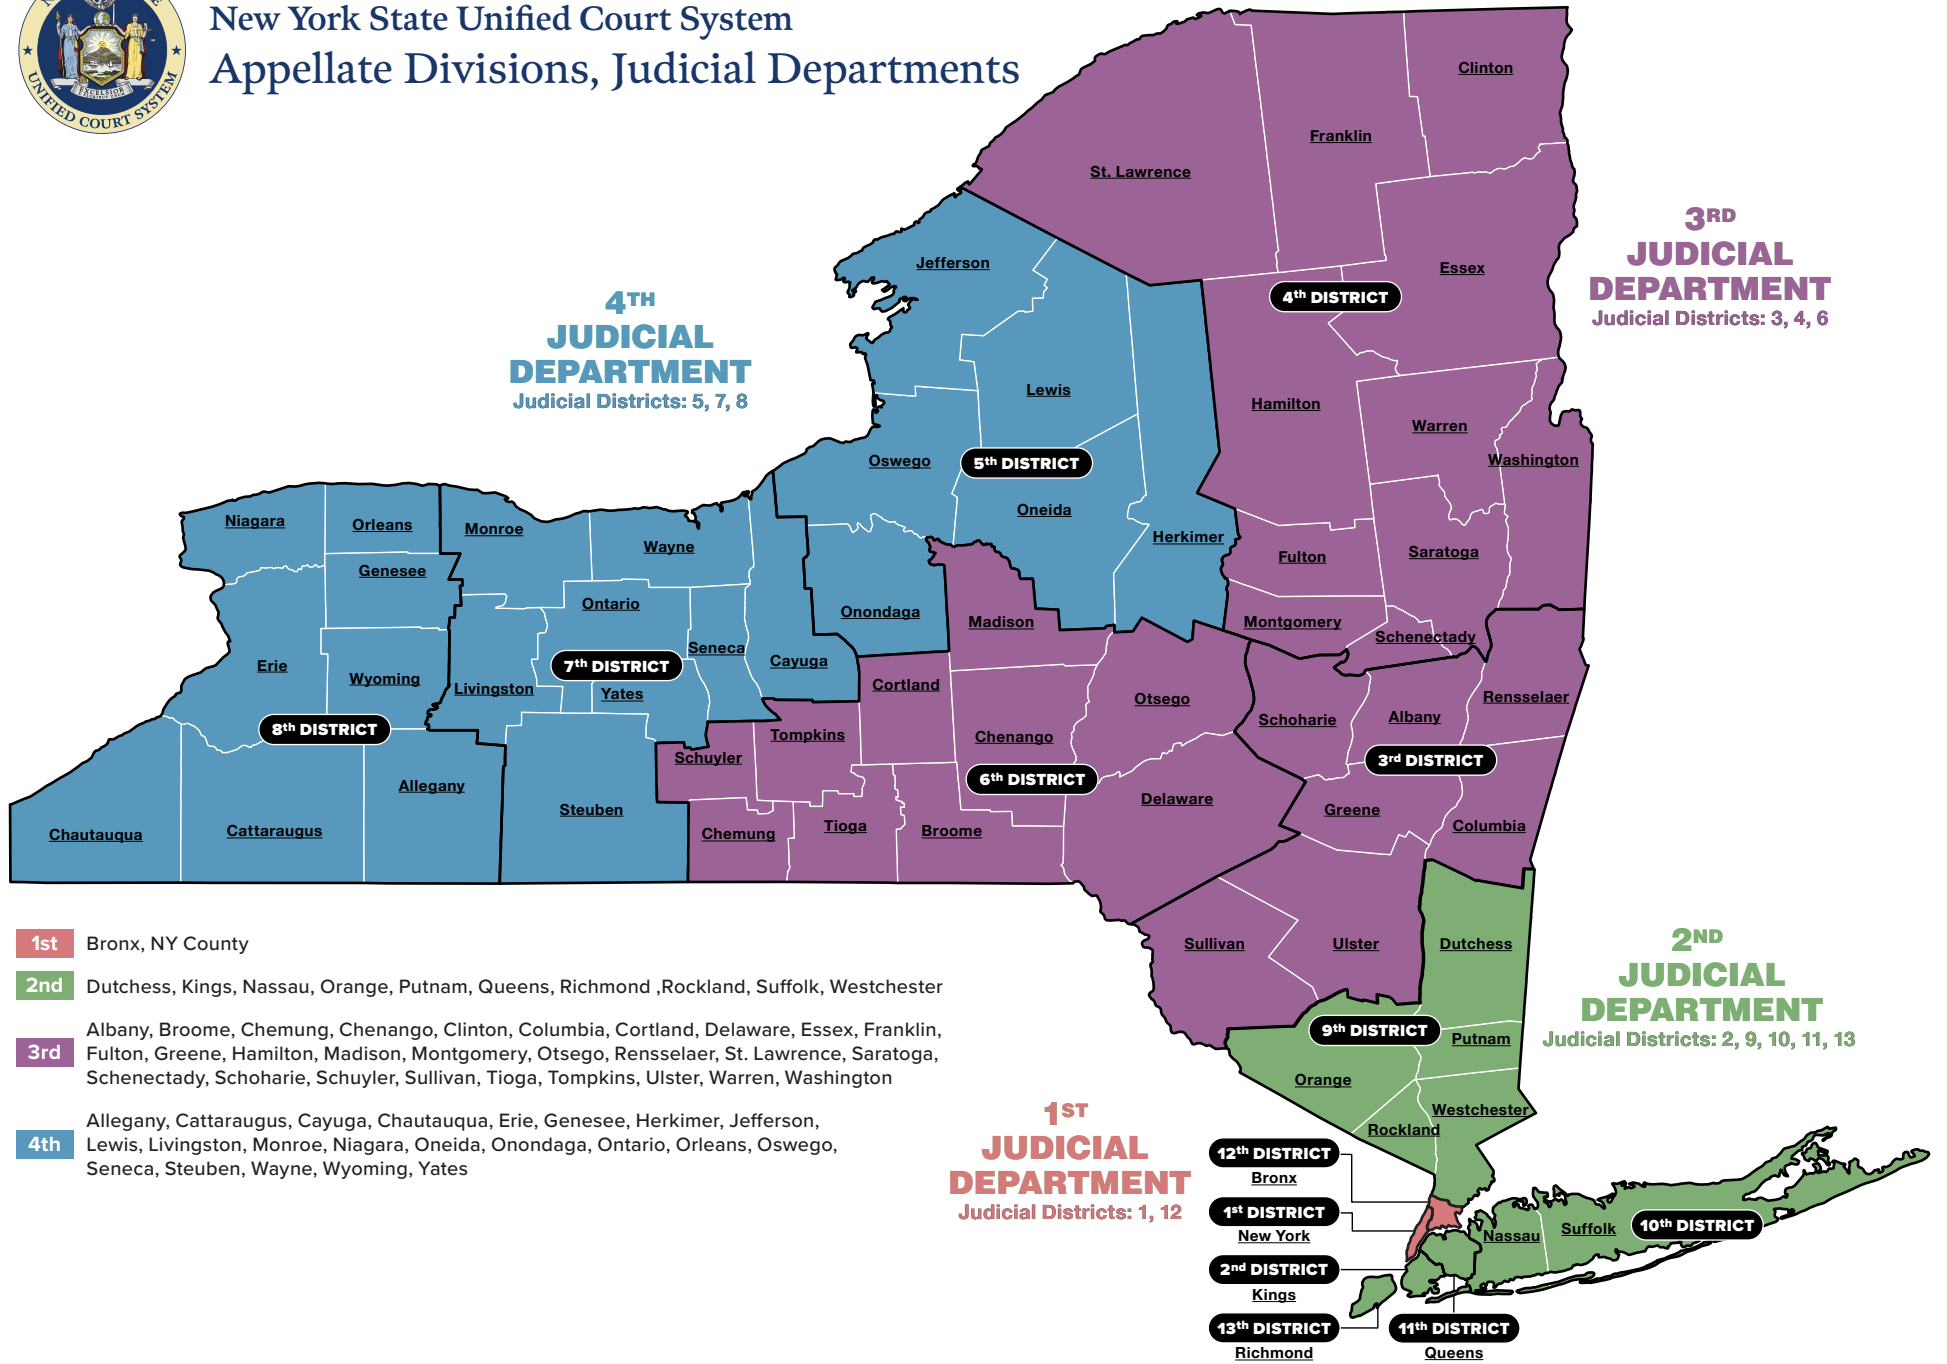 UNIFIED COURT SYSTEM
EXCELSIOR
New York State Unified Court System
Appellate Divisions, Judicial Departments
Clinton
Franklin
St. Lawrence
3RD
JUDICIAL
DEPARTMENT
Judicial Districts: 3, 4, 6
Jefferson
Essex
4th DISTRICT
4TH
JUDICIAL
DEPARTMENT
Judicial Districts: 5, 7, 8
Lewis
Hamilton
Warren
Washington
Oswego
5th DISTRICT
Oneida
Niagara
Orleans
Monroe
Wayne
Herkimer
Saratoga
Fulton
Genesee
Ontario
Onondaga
Madison
Montgomery
Schenectady
Seneca
Erie
7th DISTRICT
Cayuga
Wyoming
Livingston
Yates
Cortland
Otsego
Rensselaer
Schoharie
Albany
8th DISTRICT
Tompkins
Chenango
Schuyler
3rd DISTRICT
6th DISTRICT
Allegany
Delaware
Steuben
Greene
Chautauqua
Cattaraugus
Chemung
Tioga
Broome
Columbia
Sullivan
Ulster
Dutchess
2ND
JUDICIAL
DEPARTMENT
Judicial Districts: 2, 9, 10, 11, 13
9th DISTRICT
Putnam
Orange
Westchester
Rockland
1st Bronx, NY County
2nd Dutchess, Kings, Nassau, Orange, Putnam, Queens, Richmond ,Rockland, Suffolk, Westchester
Albany, Broome, Chemung, Chenango, Clinton, Columbia, Cortland, Delaware, Essex, Franklin,
3rd Fulton, Greene, Hamilton, Madison, Montgomery, Otsego, Rensselaer, St. Lawrence, Saratoga,
Schenectady, Schoharie, Schuyler, Sullivan, Tioga, Tompkins, Ulster, Warren, Washington
Allegany, Cattaraugus, Cayuga, Chautauqua, Erie, Genesee, Herkimer, Jefferson,
4th Lewis, Livingston, Monroe, Niagara, Oneida, Onondaga, Ontario, Orleans, Oswego,
Seneca, Steuben, Wayne, Wyoming, Yates
1ST
JUDICIAL
DEPARTMENT
Judicial Districts: 1, 12
12th DISTRICT
Bronx
1st DISTRICT
New York
2nd DISTRICT
Kings
13th DISTRICT
Richmond
11th DISTRICT
Queens
Nassau
Suffolk
10th DISTRICT